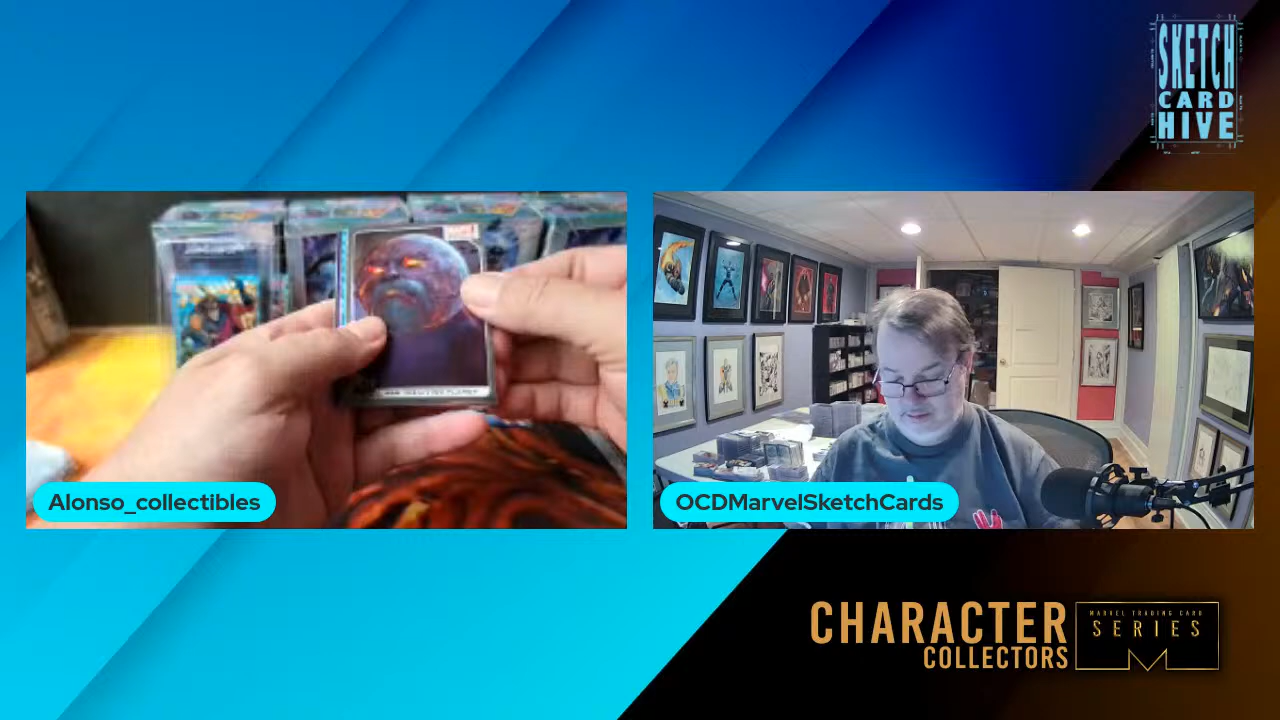 SKETCH
CARD
HIVE
Alonso_collectibles
OCDMarvelSketchCards
CHARACTER
COLLECTORS
MARVEL TRADING CARD
SERIES